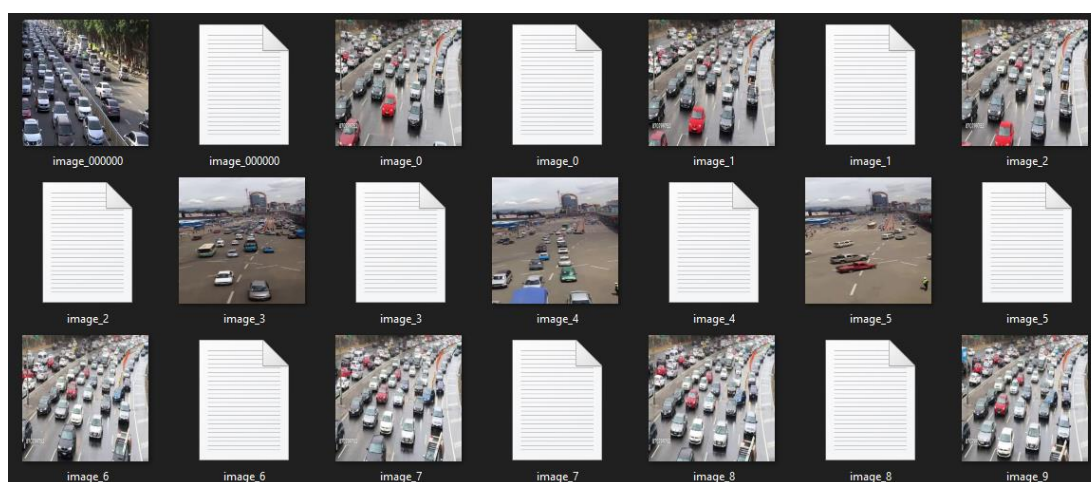 image_000000 image_000000 image_0 image_0 image_1 image_1 image_2
image_2 image_3 image_3 image_4 image_4 image_5 image_5
image_6 image_6 image_7 image_7 image_8 image_8 image_9